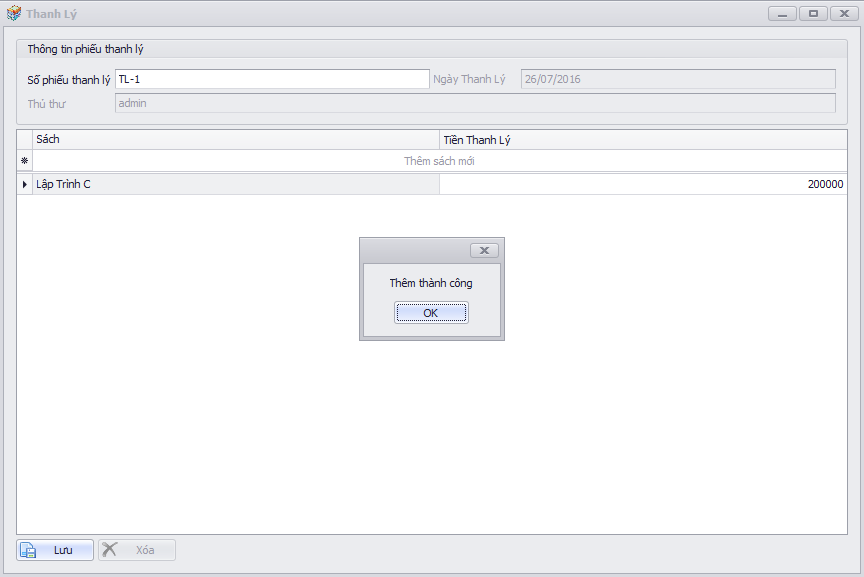 Thanh Lý
Thông tin phiếu thanh lý
Số phiếu thanh lý TL-1 Ngày Thanh Lý 26/07/2016
Thủ thư admin
Sách Tiền Thanh Lý
Thêm sách mới
Lập Trình C 200000
Thêm thành công
OK
Lưu Xóa